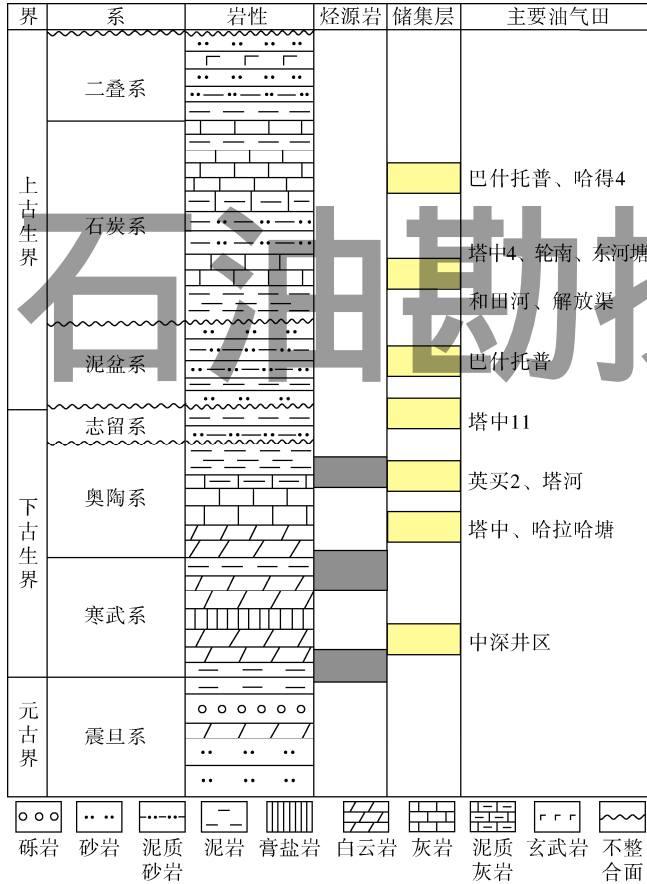 界 系 岩性 烃源岩 储集层 主要油气田
上古生界
二叠系
石炭系
巴什托普、哈得4
塔中4、轮南、东河塘
和田河、解放渠
泥盆系
巴什托普
下古生界
志留系
塔中11
奥陶系
英买2、塔河
塔中、哈拉哈塘
寒武系
中深井区
元古界
震旦系
石油勘探
砾岩 砂岩 泥质砂岩 泥岩 膏盐岩 白云岩 灰岩 泥质灰岩 玄武岩 不整合面